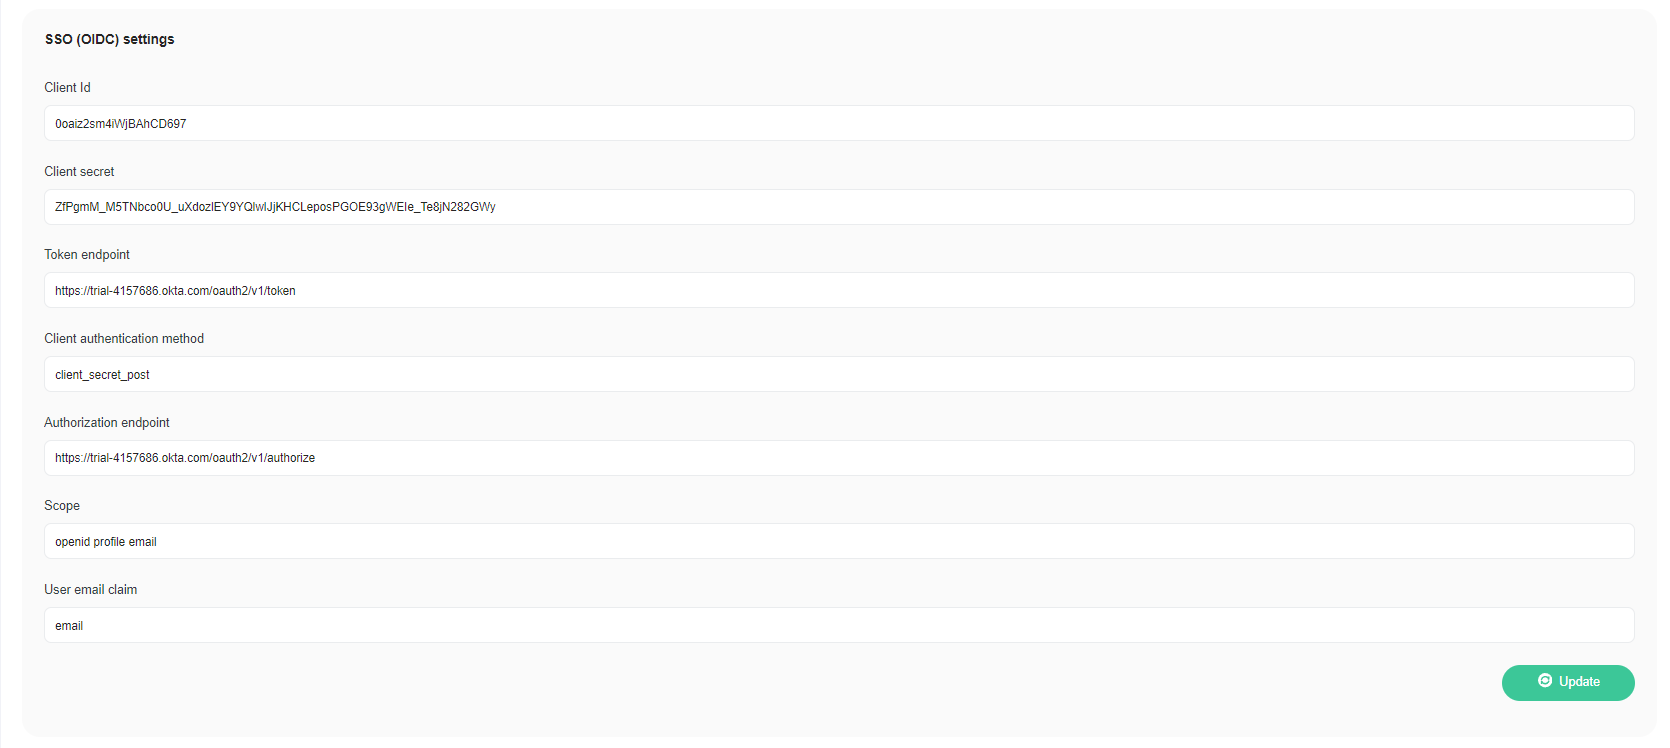 SSO (OIDC) settings
Client Id
0oaiz2sm4iWjBAhCD697
Client secret
ZfPgmM_M5TNbco0U_uXdozIEY9YQlwIJjKHCLeposPGOE93gWEIe_Te8jN282GWy
Token endpoint
https://trial-4157686.okta.com/oauth2/v1/token
Client authentication method
client_secret_post
Authorization endpoint
https://trial-4157686.okta.com/oauth2/v1/authorize
Scope
openid profile email
User email claim
email
Update